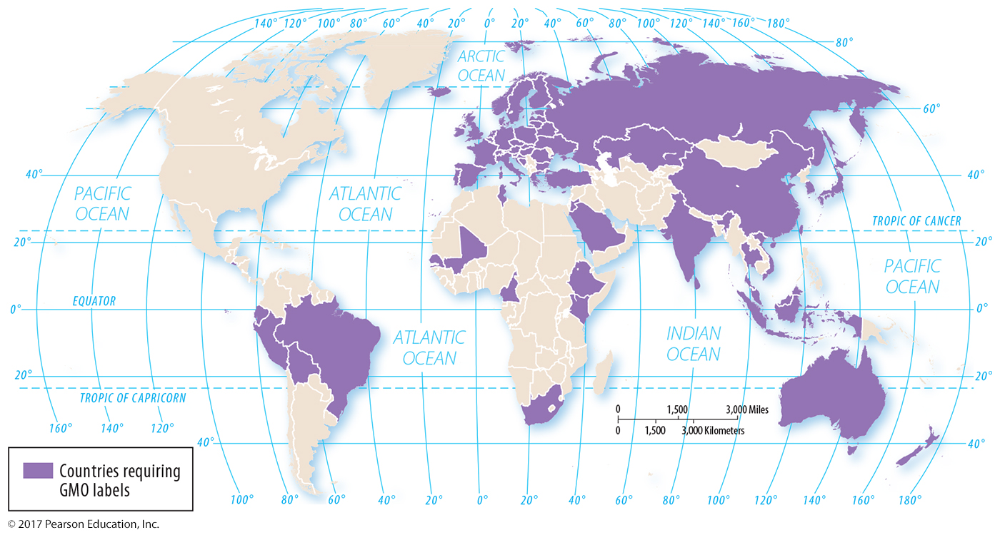 140° 120° 100° 80° 60° 40° 20° 0° 20° 40° 60° 80° 100° 120° 140° 160° 180°
80°
ARCTIC
OCEAN
60°
40°
40°
PACIFIC
OCEAN
ATLANTIC
OCEAN
TROPIC OF CANCER
20°
20°
PACIFIC
OCEAN
EQUATOR
0°
0°
ATLANTIC
OCEAN
INDIAN
OCEAN
20°
20°
TROPIC OF CAPRICORN
0 1,500 3,000 Miles
0 1,500 3,000 Kilometers
160° 140° 120°
40°
40°
Countries requiring
GMO labels
100° 80° 60° 40° 20° 0° 20° 40° 60° 80° 100° 120° 140° 160° 180°
© 2017 Pearson Education, Inc.